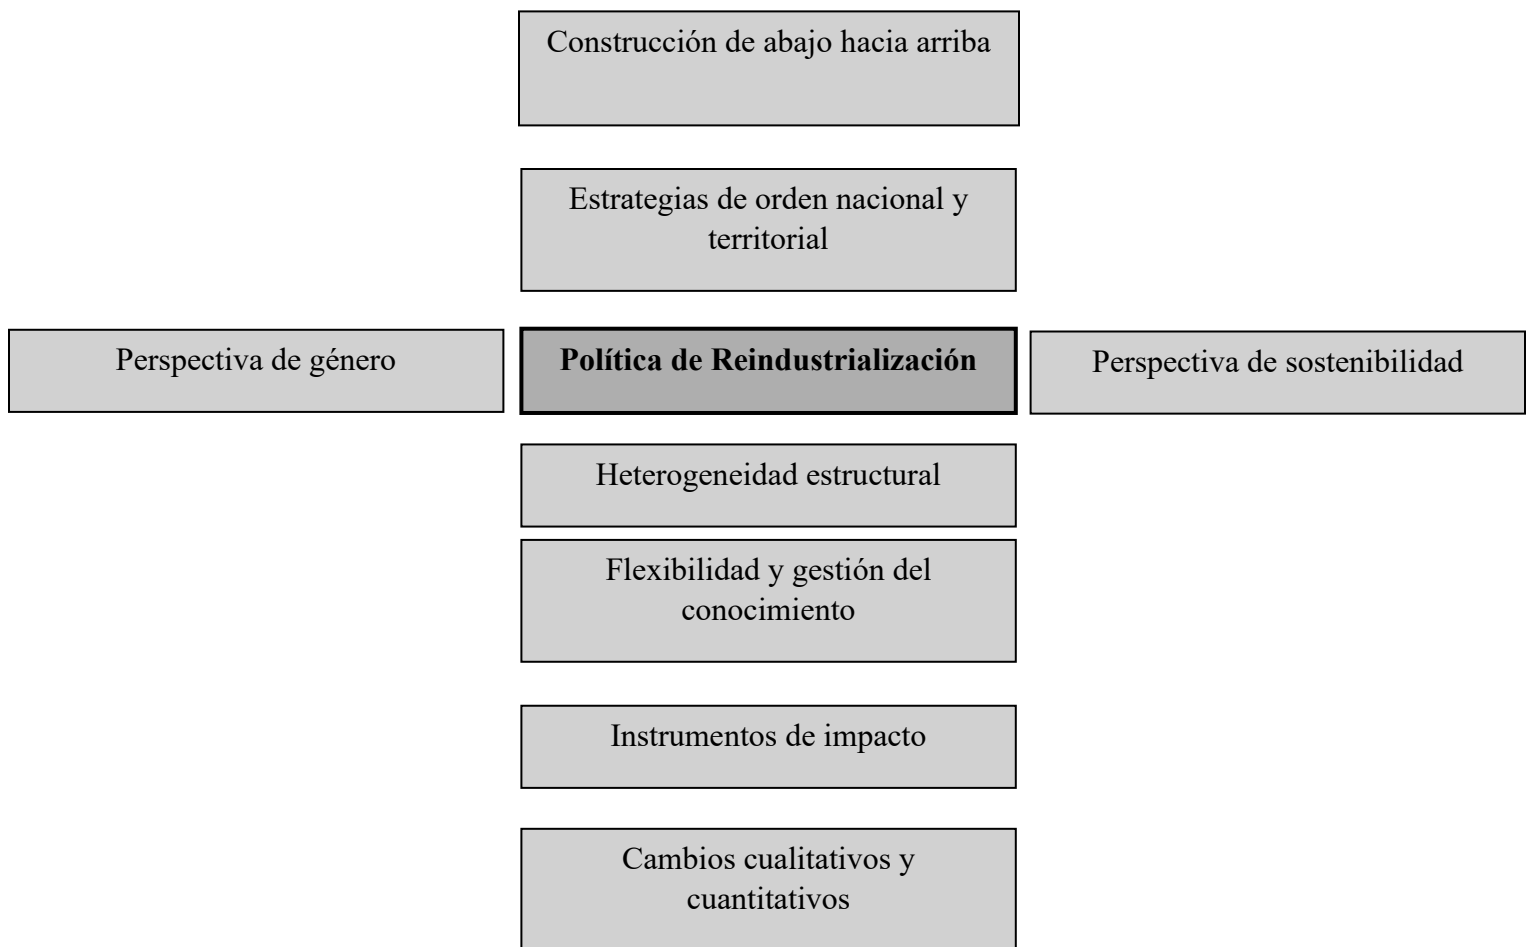 Construcción de abajo hacia arriba
Estrategias de orden nacional y
territorial
Perspectiva de género
Política de Reindustrialización
Perspectiva de sostenibilidad
Heterogeneidad estructural
Flexibilidad y gestión del
conocimiento
Instrumentos de impacto
Cambios cualitativos y
cuantitativos